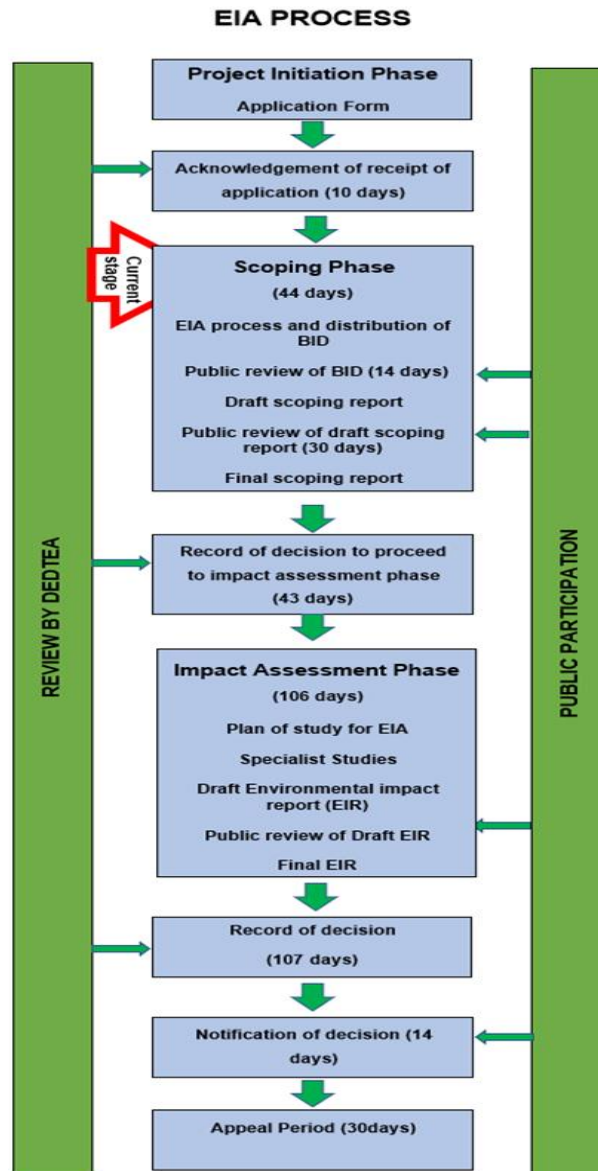 EIA PROCESS
Project Initiation Phase
Application Form
Acknowledgement of receipt of
application (10 days)
Current
stage
Scoping Phase
(44 days)
EIA process and distribution of
BID
Public review of BID (14 days)
Draft scoping report
Public review of draft scoping
report (30 days)
Final scoping report
Record of decision to proceed
to impact assessment phase
(43 days)
REVIEW BY DEDTEA
PUBLIC PARTICIPATION
Impact Assessment Phase
(106 days)
Plan of study for EIA
Specialist Studies
Draft Environmental impact
report (EIR)
Public review of Draft EIR
Final EIR
Record of decision
(107 days)
Notification of decision (14
days)
Appeal Period (30days)